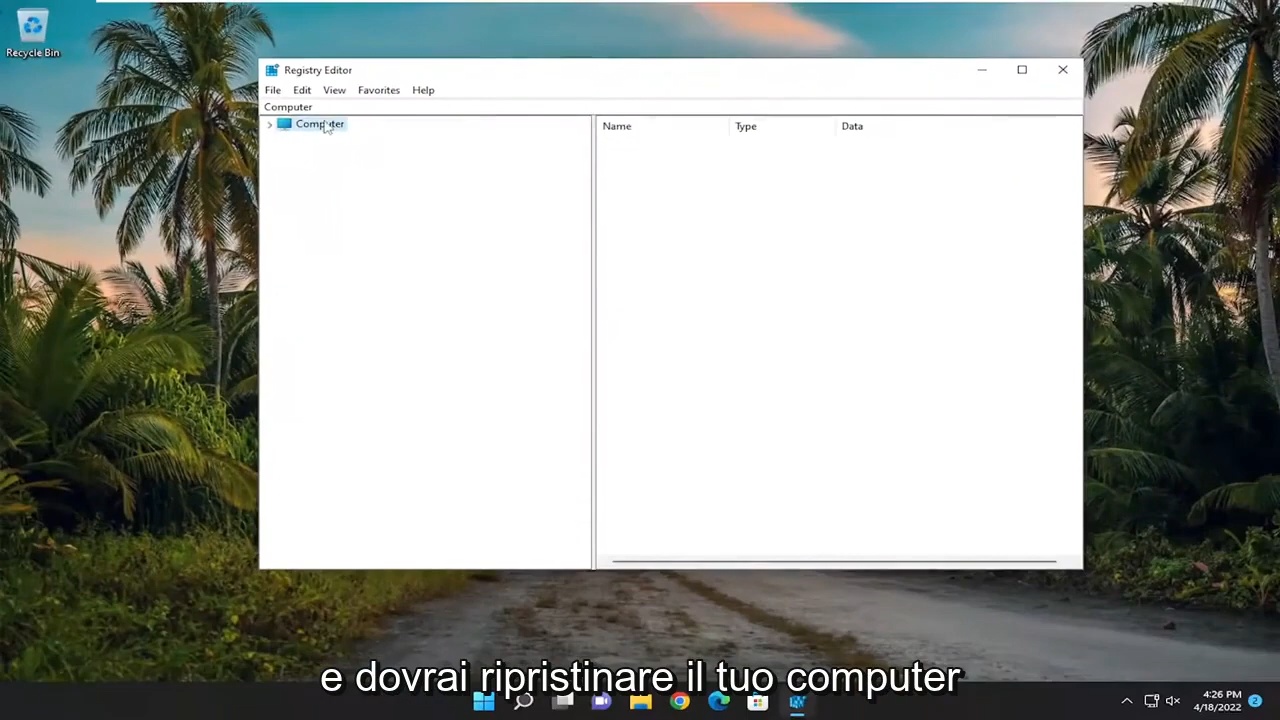 Recycle Bin
Registry Editor
File Edit View Favorites Help
Computer
Computer
Name Type Data
e dovrai ripristinare il tuo computer
4:26 PM
4/18/2022
2